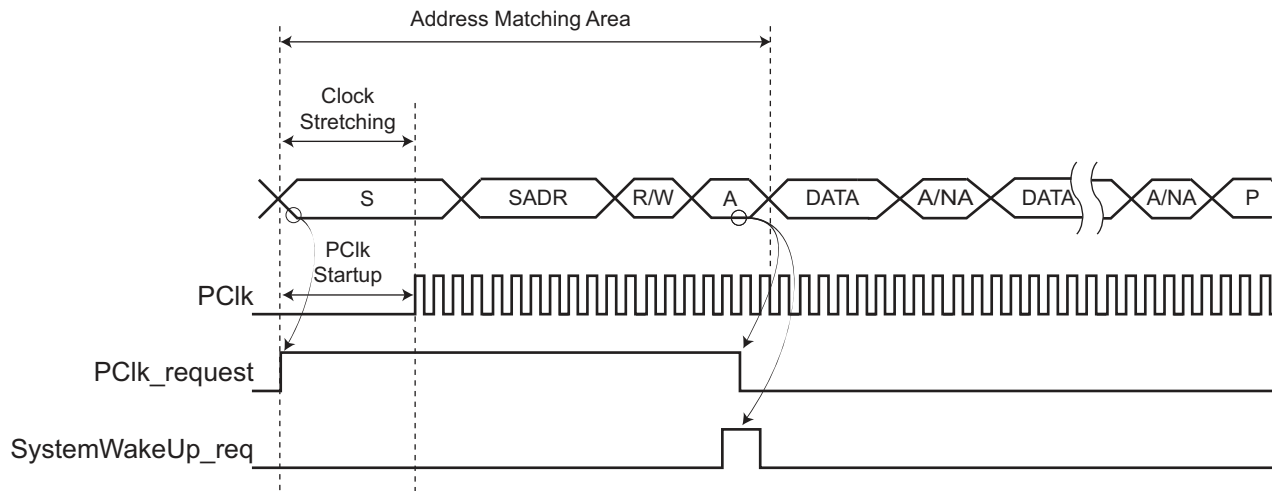 Address Matching Area
Clock
Stretching
S SADR R/W A DATA A/NA DATA A/NA P
PClk
Startup
PClk
PClk_request
SystemWakeUp_req